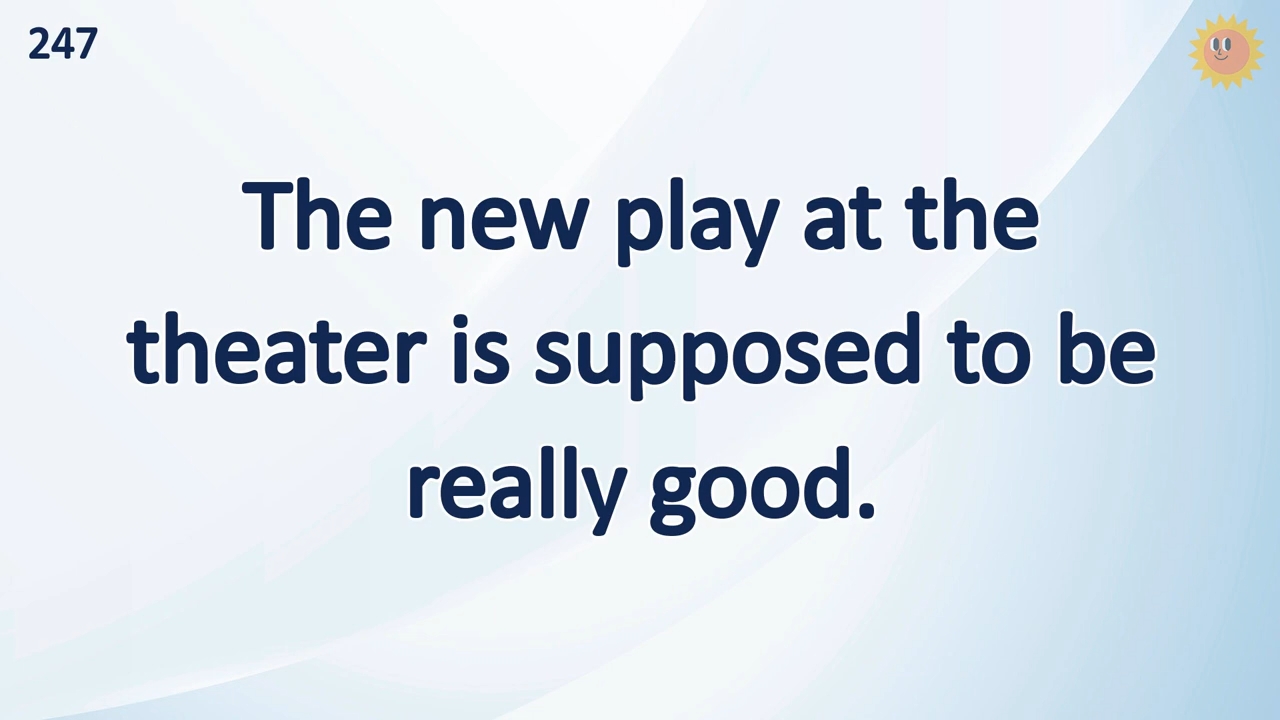 247
The new play at the
theater is supposed to be
really good.